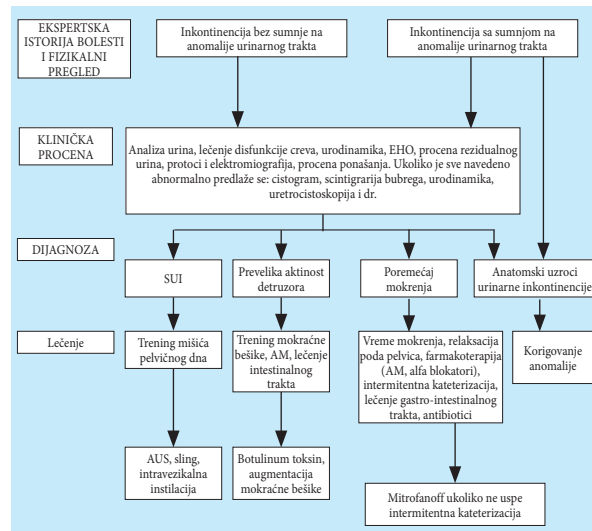 EKSPERTSKA
ISTORIJA BOLESTI
I FIZIKALNI
PREGLED
Inkontinencija bez sumnje na
anomalije urinarnog trakta
Inkontinencija sa sumnjom na
anomalije urinarnog trakta
KLINIČKA
PROCENA
Analiza urina, lečenje disfunkcije creva, urodinamika, EHO, procena rezidualnog
urina, protoci i elektromiografija, procena ponašanja. Ukoliko je sve navedeno
abnormalno predlaže se: cistogram, scintigrarija bubrega, urodinamika,
uretrocistoskopija i dr.
DIJAGNOZA
SUI
Prevelika aktinost
detruzora
Poremećaj
mokrenja
Anatomski uzroci
urinarne inkontinencije
Lečenje
Trening mišića
pelvičnog dna
Trening mokraćne
bešike, AM, lečenje
intestinalnog
trakta
Vreme mokrenja, relaksacija
poda pelvica, farmakoterapija
(AM, alfa blokatori),
intermitentna kateterizacija,
lečenje gastro-intestinalnog
trakta, antibiotici
Korigovanje
anomalije
AUS, sling,
intravezikalna
instilacija
Botulinum toksin,
augmentacija
mokraćne bešike
Mitrofanoff ukoliko ne uspe
intermitentna kateterizacija